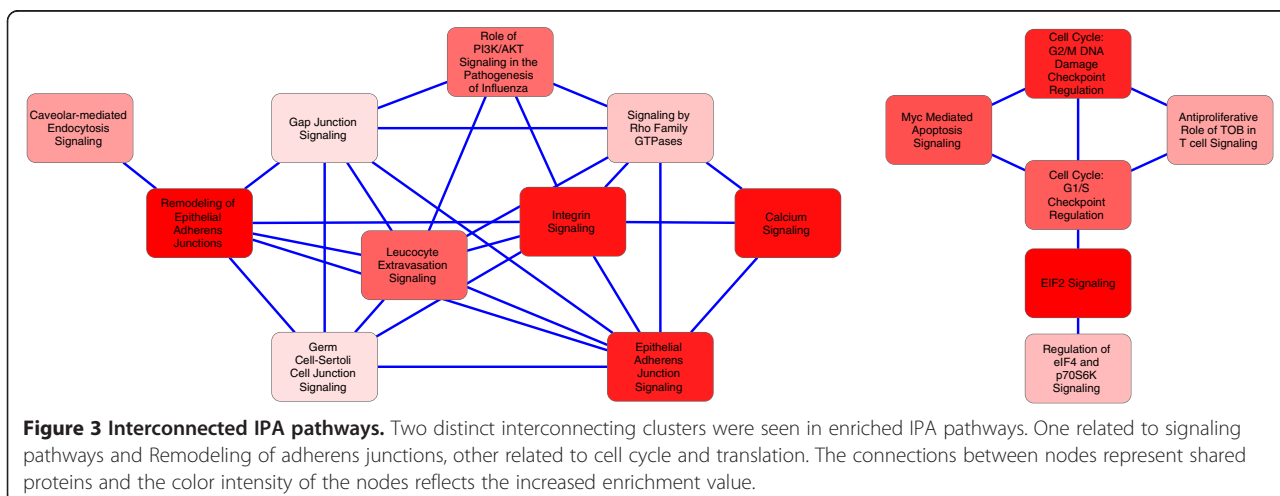 Role of
PI3K/AKT
Signaling in the
Pathogenesis
of Influenza
Caveolar-mediated
Endocytosis
Signaling
Gap Junction
Signaling
Signaling by
Rho Family
GTPases
Remodeling of
Epithelial
Adherens
Junctions
Integrin
Signaling
Calcium
Signaling
Leucocyte
Extravasation
Signaling
Germ
Cell-Sertoli
Cell Junction
Signaling
Epithelial
Adherens
Junction
Signaling
Cell Cycle:
G2/M DNA
Damage
Checkpoint
Regulation
Myc Mediated
Apoptosis
Signaling
Antiproliferative
Role of TOB in
T cell Signaling
Cell Cycle:
G1/S
Checkpoint
Regulation
EIF2 Signaling
Regulation of
eIF4 and
p70S6K
Signaling
Figure 3 Interconnected IPA pathways. Two distinct interconnecting clusters were seen in enriched IPA pathways. One related to signaling
pathways and Remodeling of adherens junctions, other related to cell cycle and translation. The connections between nodes represent shared
proteins and the color intensity of the nodes reflects the increased enrichment value.